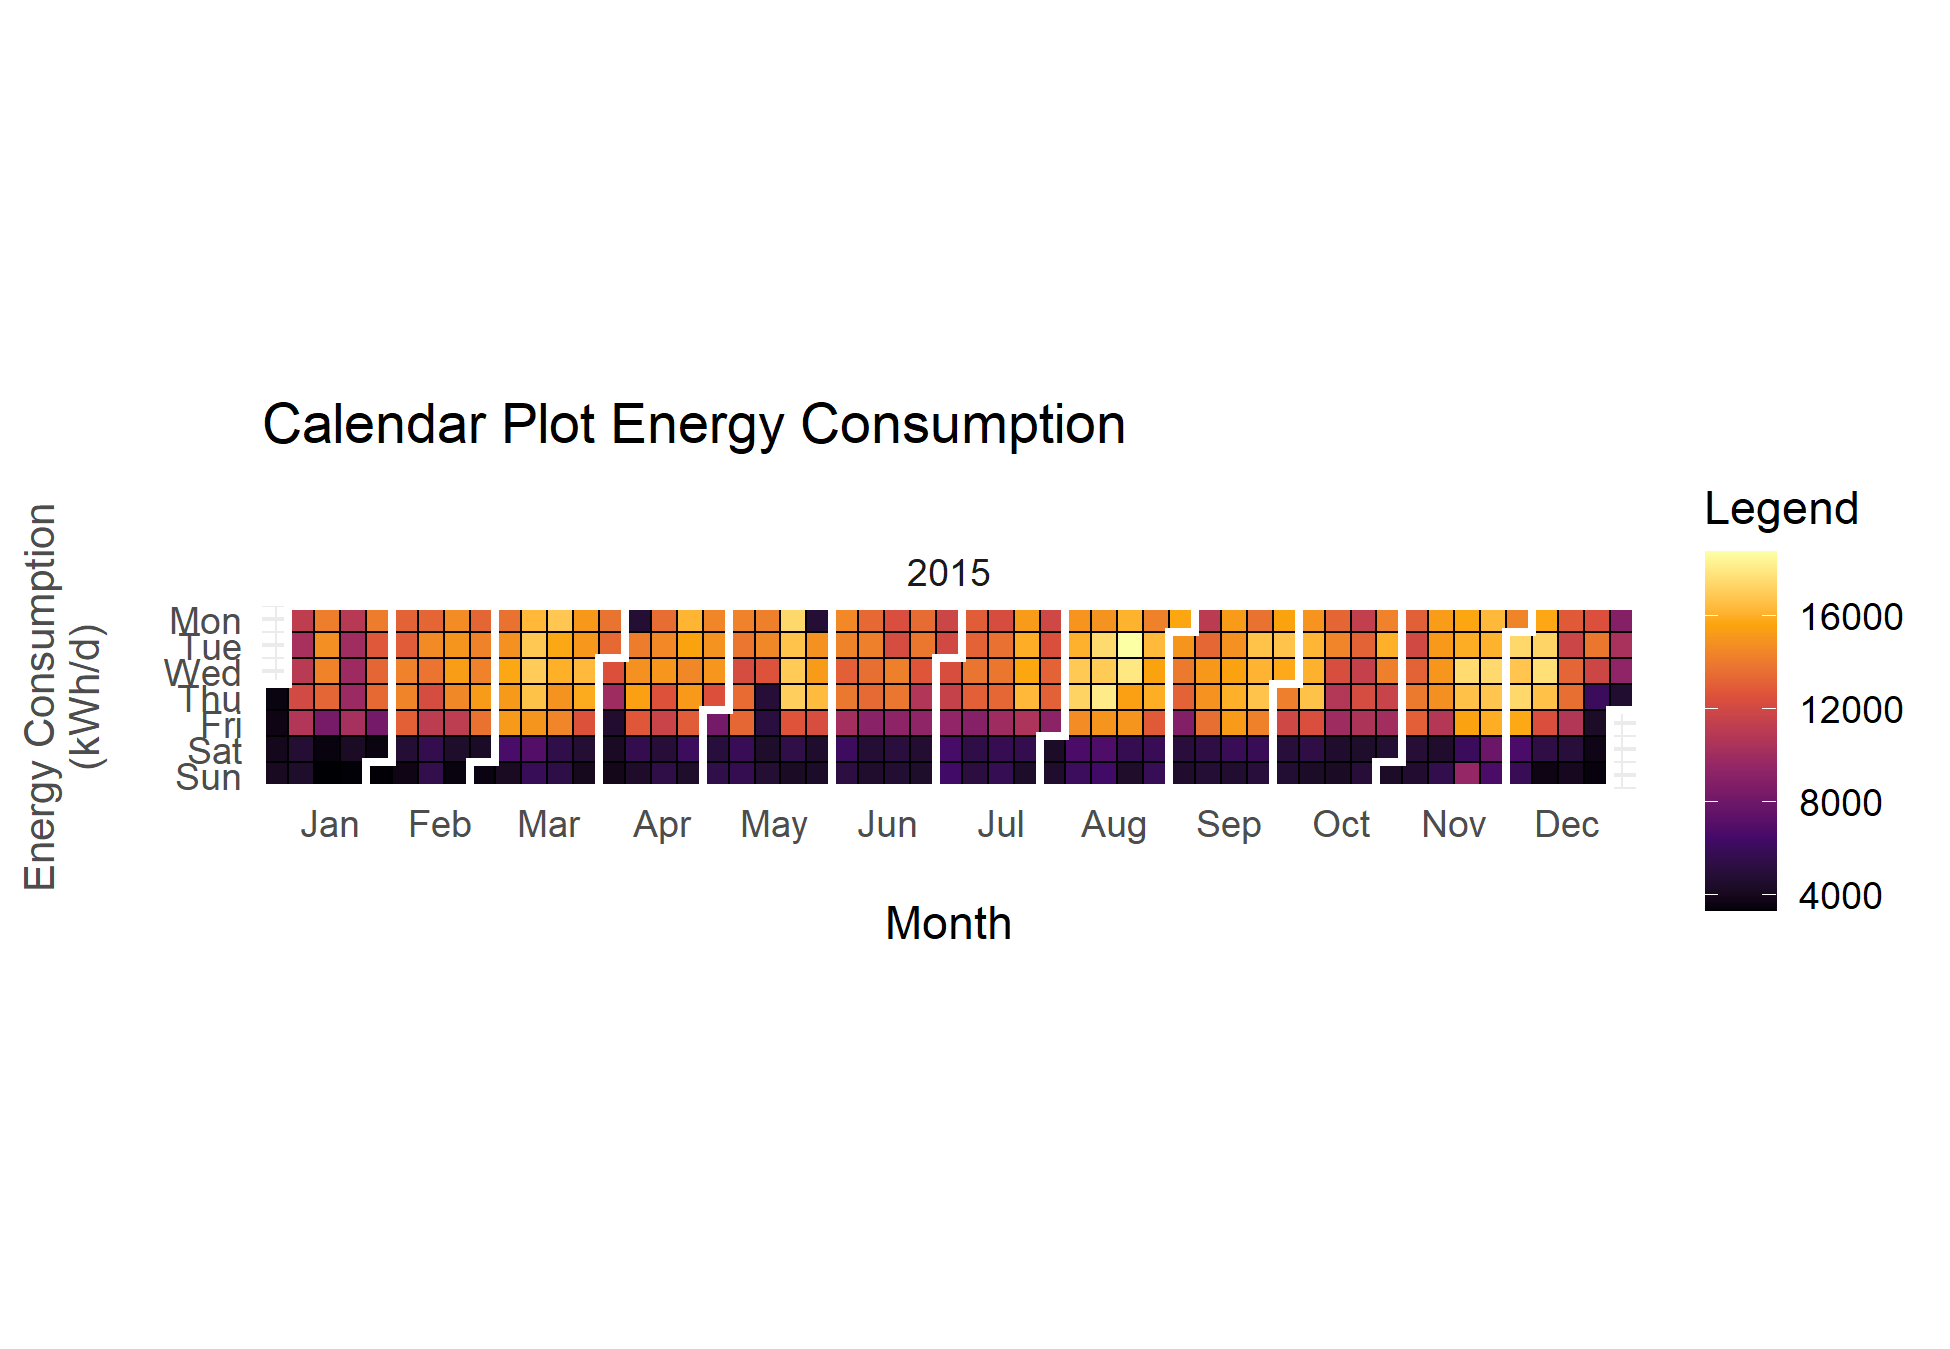 Calendar Plot Energy Consumption
Energy Consumption
(kWh/d)
2015
Mon
Tue
Wed
Thu
Fri
Sat
Sun
Jan Feb Mar Apr May Jun Jul Aug Sep Oct Nov Dec
Month
Legend
16000
12000
8000
4000